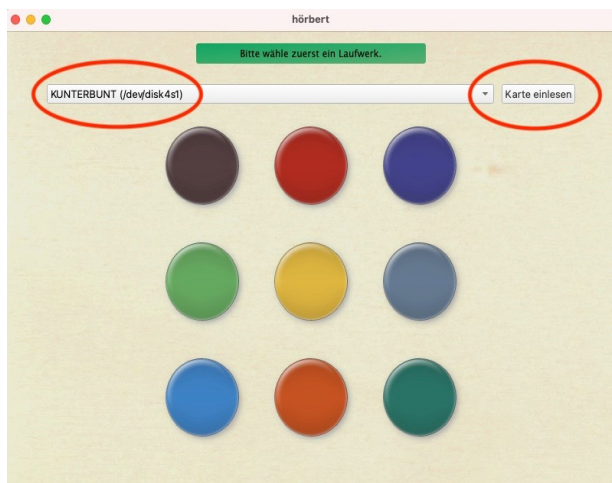 hörbert
Bitte wähle zuerst ein Laufwerk.
KUNTERBUNT (/dev/disk4s1)
Karte einlesen